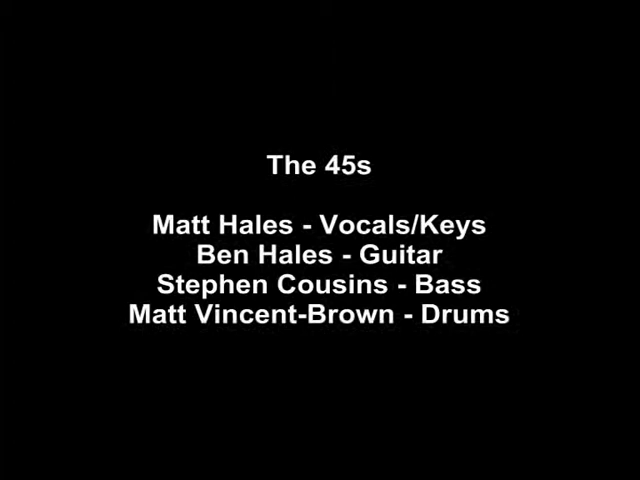 The 45s
Matt Hales - Vocals/Keys
Ben Hales - Guitar
Stephen Cousins - Bass
Matt Vincent-Brown - Drums